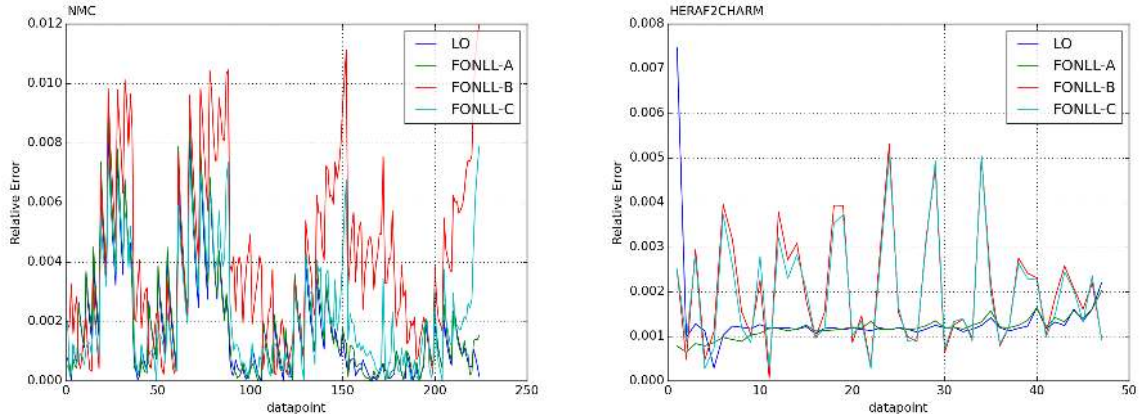 NMC
0.012
0.010
0.008
0.006
0.004
0.002
0.000
Relative Error
0 50 100 150 200 250
datapoint
LO
FONLL-A
FONLL-B
FONLL-C
HERAF2CHARM
0.008
0.007
0.006
0.005
0.004
0.003
0.002
0.001
0.000
Relative Error
0 10 20 30 40 50
datapoint
LO
FONLL-A
FONLL-B
FONLL-C